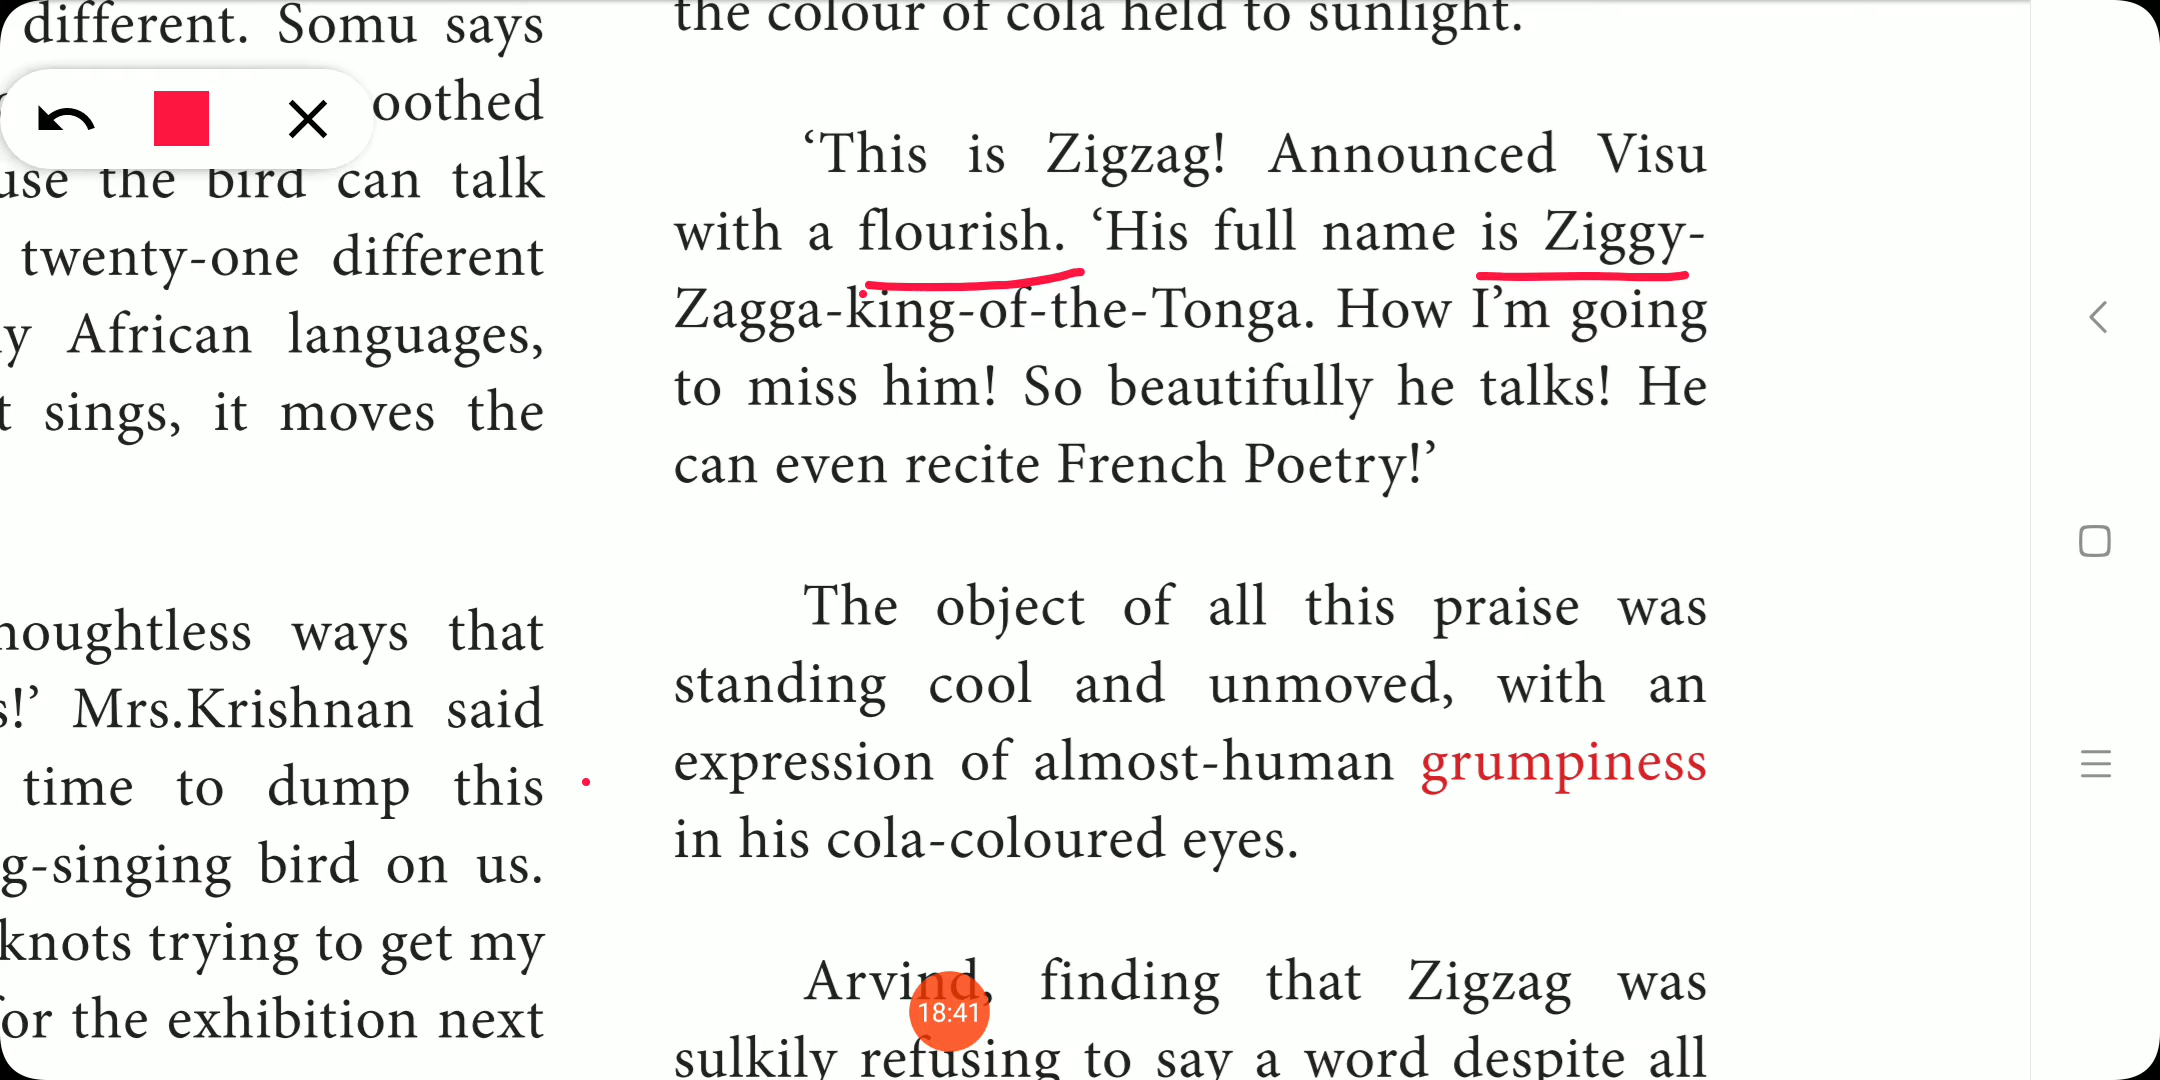 different. Somu says
oothed
use the bird can talk
twenty-one different
African languages,
sings, it moves the
thoughtless ways that
Mrs.Krishnan said
time to dump this
singing bird on us.
knots trying to get my
for the exhibition next
the colour of cola held to sunlight.
‘This is Zigzag! Announced Visu
with a flourish. ‘His full name is Ziggy-
Zagga-king-of-the-Tonga. How I’m going
to miss him! So beautifully he talks! He
can even recite French Poetry!’
The object of all this praise was
standing cool and unmoved, with an
expression of almost-human grumpiness
in his cola-coloured eyes.
Arvind, finding that Zigzag was
sulkily refusing to say a word despite all
18:41